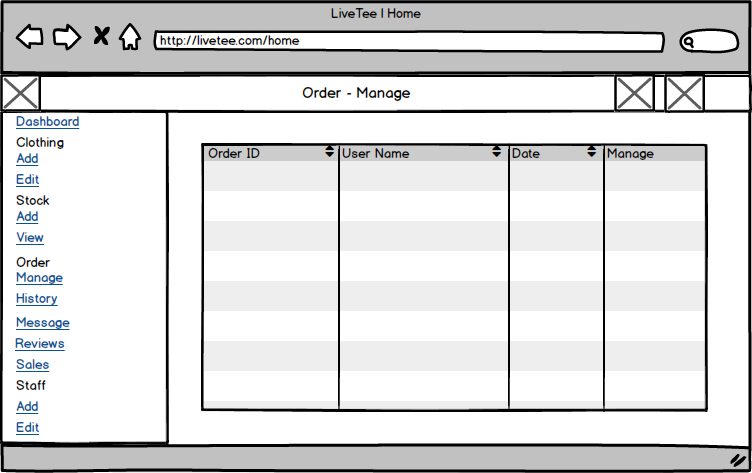 LiveTee | Home
http://livetee.com/home
Order - Manage
Dashboard
Clothing
Add
Edit
Stock
Add
View
Order
Manage
History
Message
Reviews
Sales
Staff
Add
Edit
Order ID User Name Date Manage